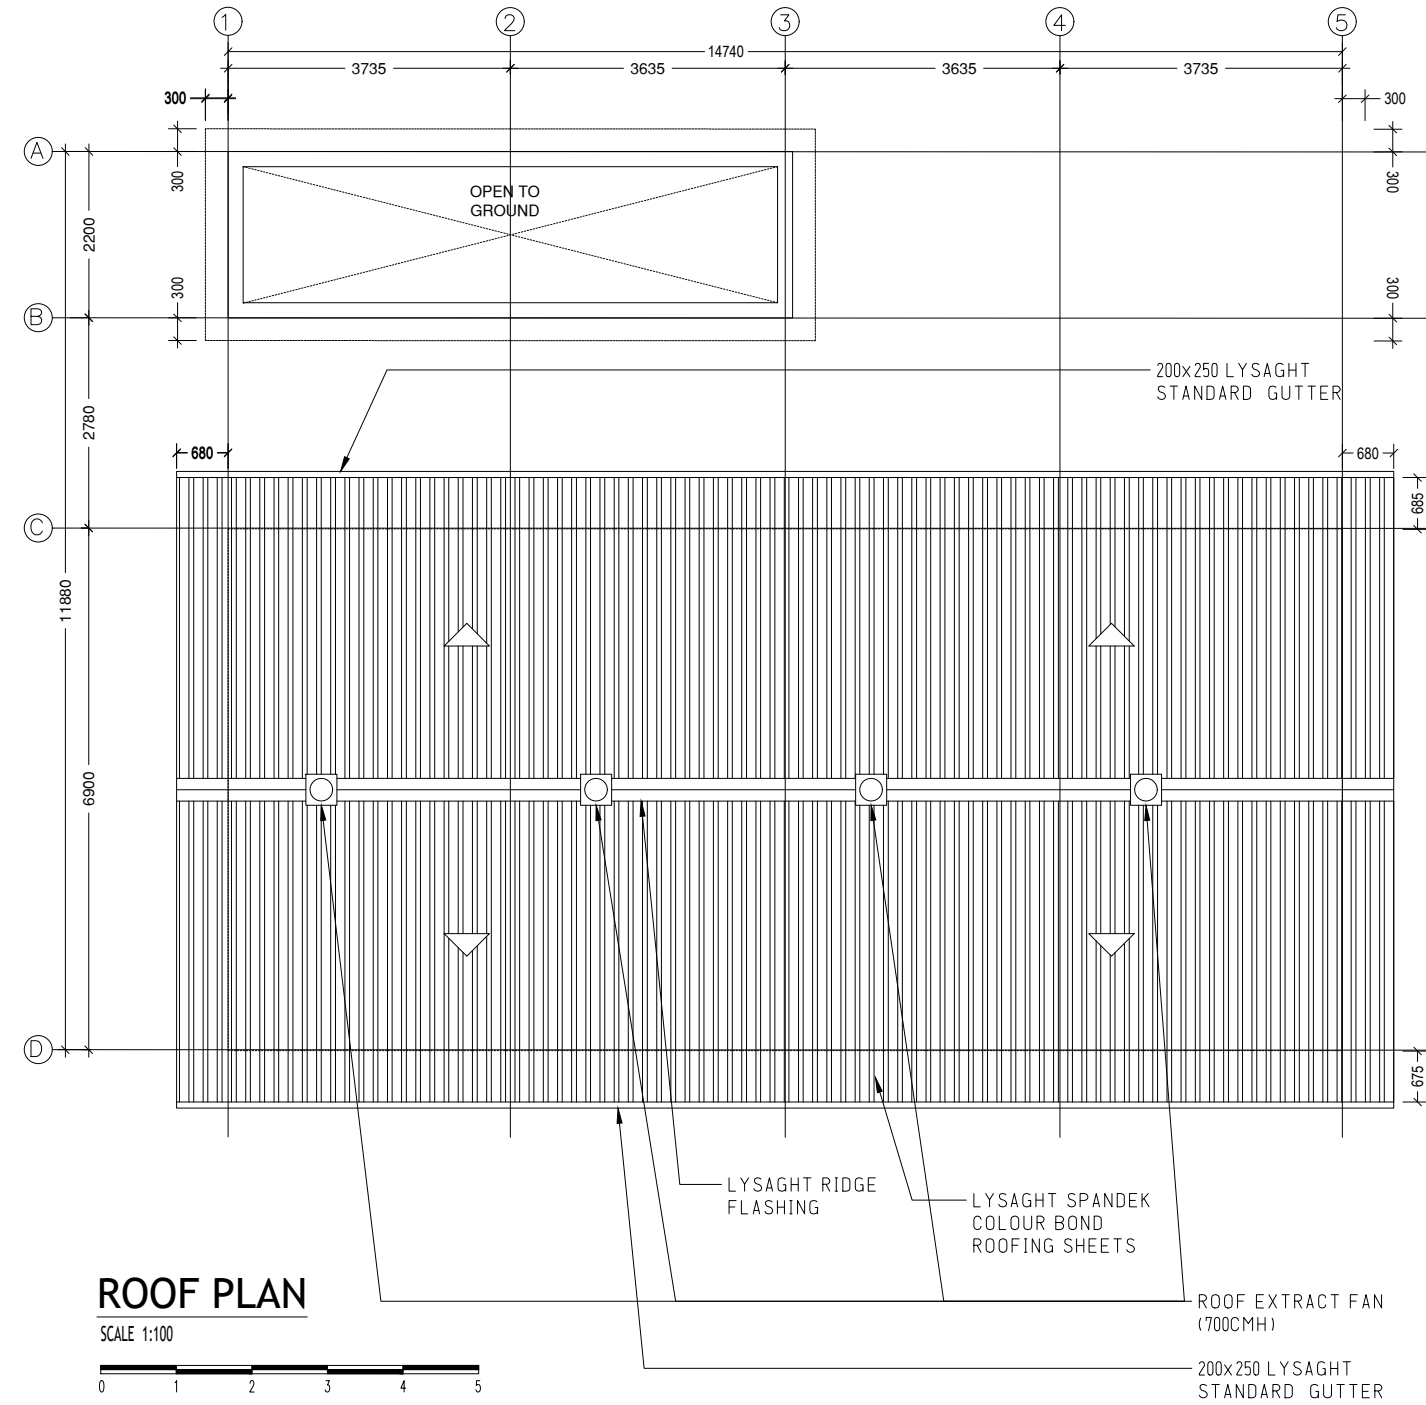 1
2
3
4
5
14740
3735
3635
3635
3735
300
300
A
300
300
OPEN TO
GROUND
2200
300
300
B
200x250 LYSAGHT
STANDARD GUTTER
2780
680
680
685
C
11880
6900
D
675
LYSAGHT RIDGE
FLASHING
LYSAGHT SPANDEK
COLOUR BOND
ROOFING SHEETS
ROOF PLAN
SCALE 1:100
ROOF EXTRACT FAN
(700CMH)
0 1 2 3 4 5
200x250 LYSAGHT
STANDARD GUTTER